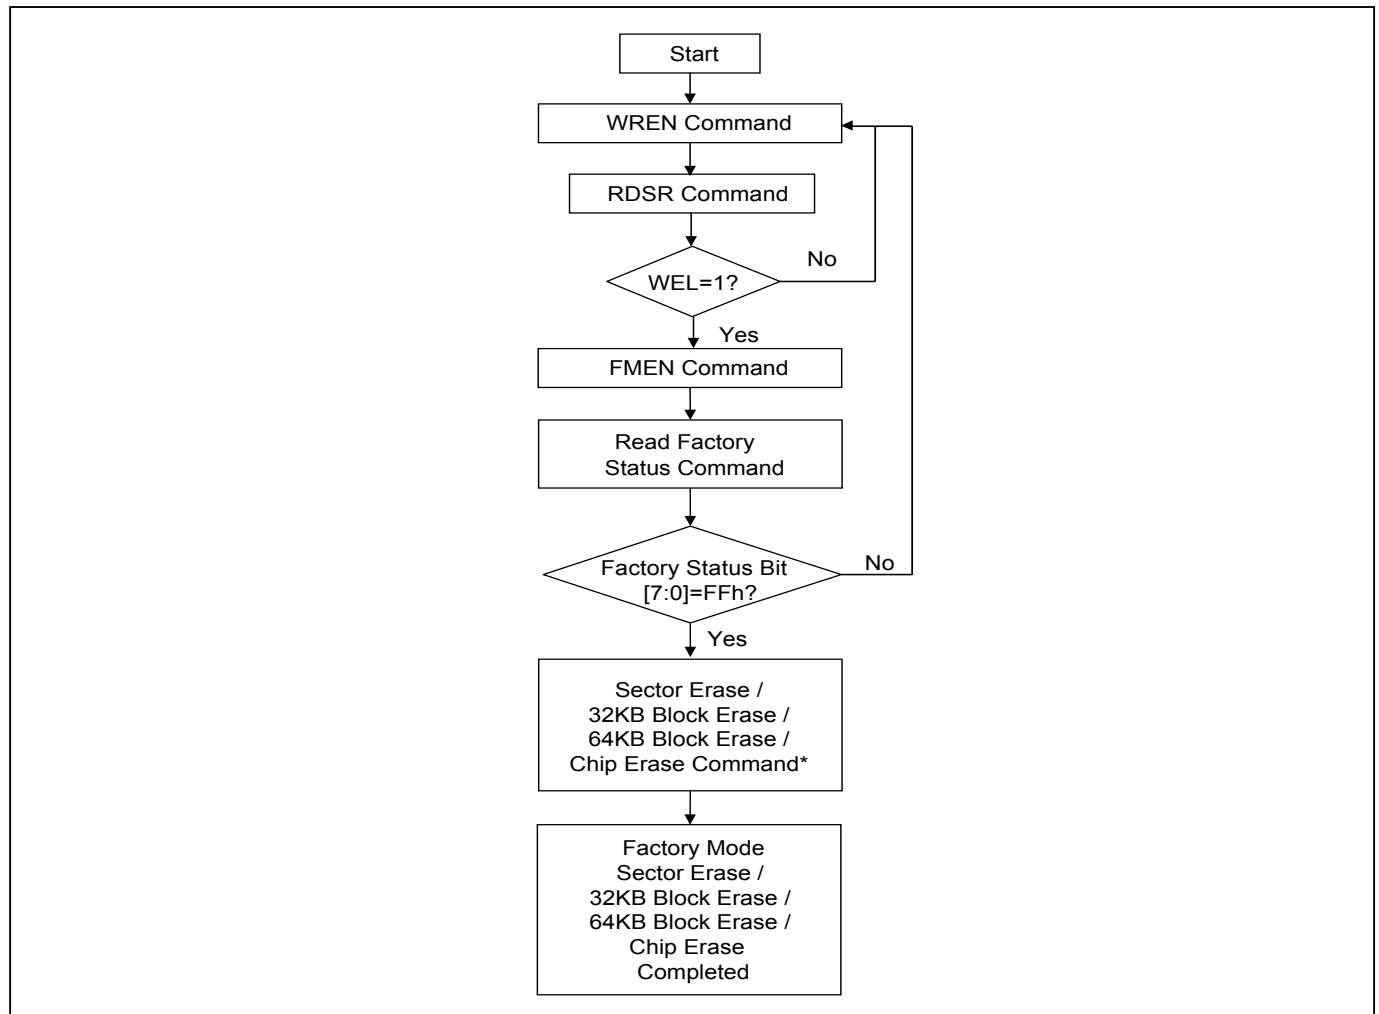 Start
WREN Command
RDSR Command
No
WEL=1?
Yes
FMEN Command
Read Factory
Status Command
Factory Status Bit
[7:0]=FFh?
No
Yes
Sector Erase /
32KB Block Erase /
64KB Block Erase /
Chip Erase Command*
Factory Mode
Sector Erase /
32KB Block Erase /
64KB Block Erase /
Chip Erase
Completed